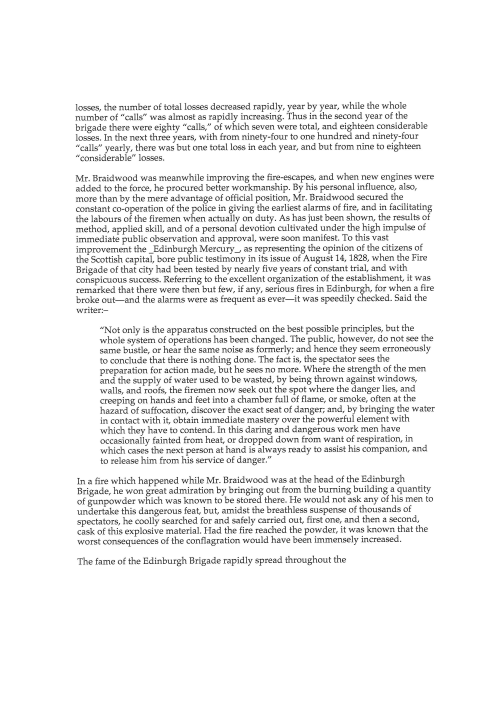 losses, the number of total losses decreased rapidly, year by year, while the whole
number of “calls” was almost as rapidly increasing. Thus in the second year of the
brigade there were eighty “calls,” of which seven were total, and eighteen considerable
losses. In the next three years, with from ninety-four to one hundred and ninety-four
“calls” yearly, there was but one total loss in each year, and but from nine to eighteen
“considerable” losses.
Mr. Braidwood was meanwhile improving the fire-escapes, and when new engines were
added to the force, he procured better workmanship. By his personal influence, also,
more than by the mere advantage of official position, Mr. Braidwood secured the
constant co-operation of the police in giving the earliest alarms of fire, and in facilitating
the labours of the firemen when actually on duty. As has just been shown, the results of
method, applied skill, and of a personal devotion cultivated under the high impulse of
immediate public observation and approval, were soon manifest. To this vast
improvement the _Edinburgh Mercury_, as representing the opinion of the citizens of
the Scottish capital, bore public testimony in its issue of August 14, 1828, when the Fire
Brigade of that city had been tested by nearly five years of constant trial, and with
conspicuous success. Referring to the excellent organization of the establishment, it was
remarked that there were then but few, if any, serious fires in Edinburgh, for when a fire
broke out—and the alarms were as frequent as ever—it was speedily checked. Said the
writer:–
“Not only is the apparatus constructed on the best possible principles, but the
whole system of operations has been changed. The public, however, do not see the
same bustle, or hear the same noise as formerly; and hence they seem erroneously
to conclude that there is nothing done. The fact is, the spectator sees the
preparation for action made, but he sees no more. Where the strength of the men
and the supply of water used to be wasted, by being thrown against windows,
walls, and roofs, the firemen now seek out the spot where the danger lies, and
creeping on hands and feet into a chamber full of flame, or smoke, often at the
hazard of suffocation, discover the exact seat of danger; and, by bringing the water
in contact with it, obtain immediate mastery over the powerful element with
which they have to contend. In this daring and dangerous work men have
occasionally fainted from heat, or dropped down from want of respiration, in
which cases the next person at hand is always ready to assist his companion, and
to release him from his service of danger.”
In a fire which happened while Mr. Braidwood was at the head of the Edinburgh
Brigade, he won great admiration by bringing out from the burning building a quantity
of gunpowder which was known to be stored there. He would not ask any of his men to
undertake this dangerous feat, but, amidst the breathless suspense of thousands of
spectators, he coolly searched for and safely carried out, first one, and then a second,
cask of this explosive material. Had the fire reached the powder, it was known that the
worst consequences of the conflagration would have been immensely increased.
The fame of the Edinburgh Brigade rapidly spread throughout the